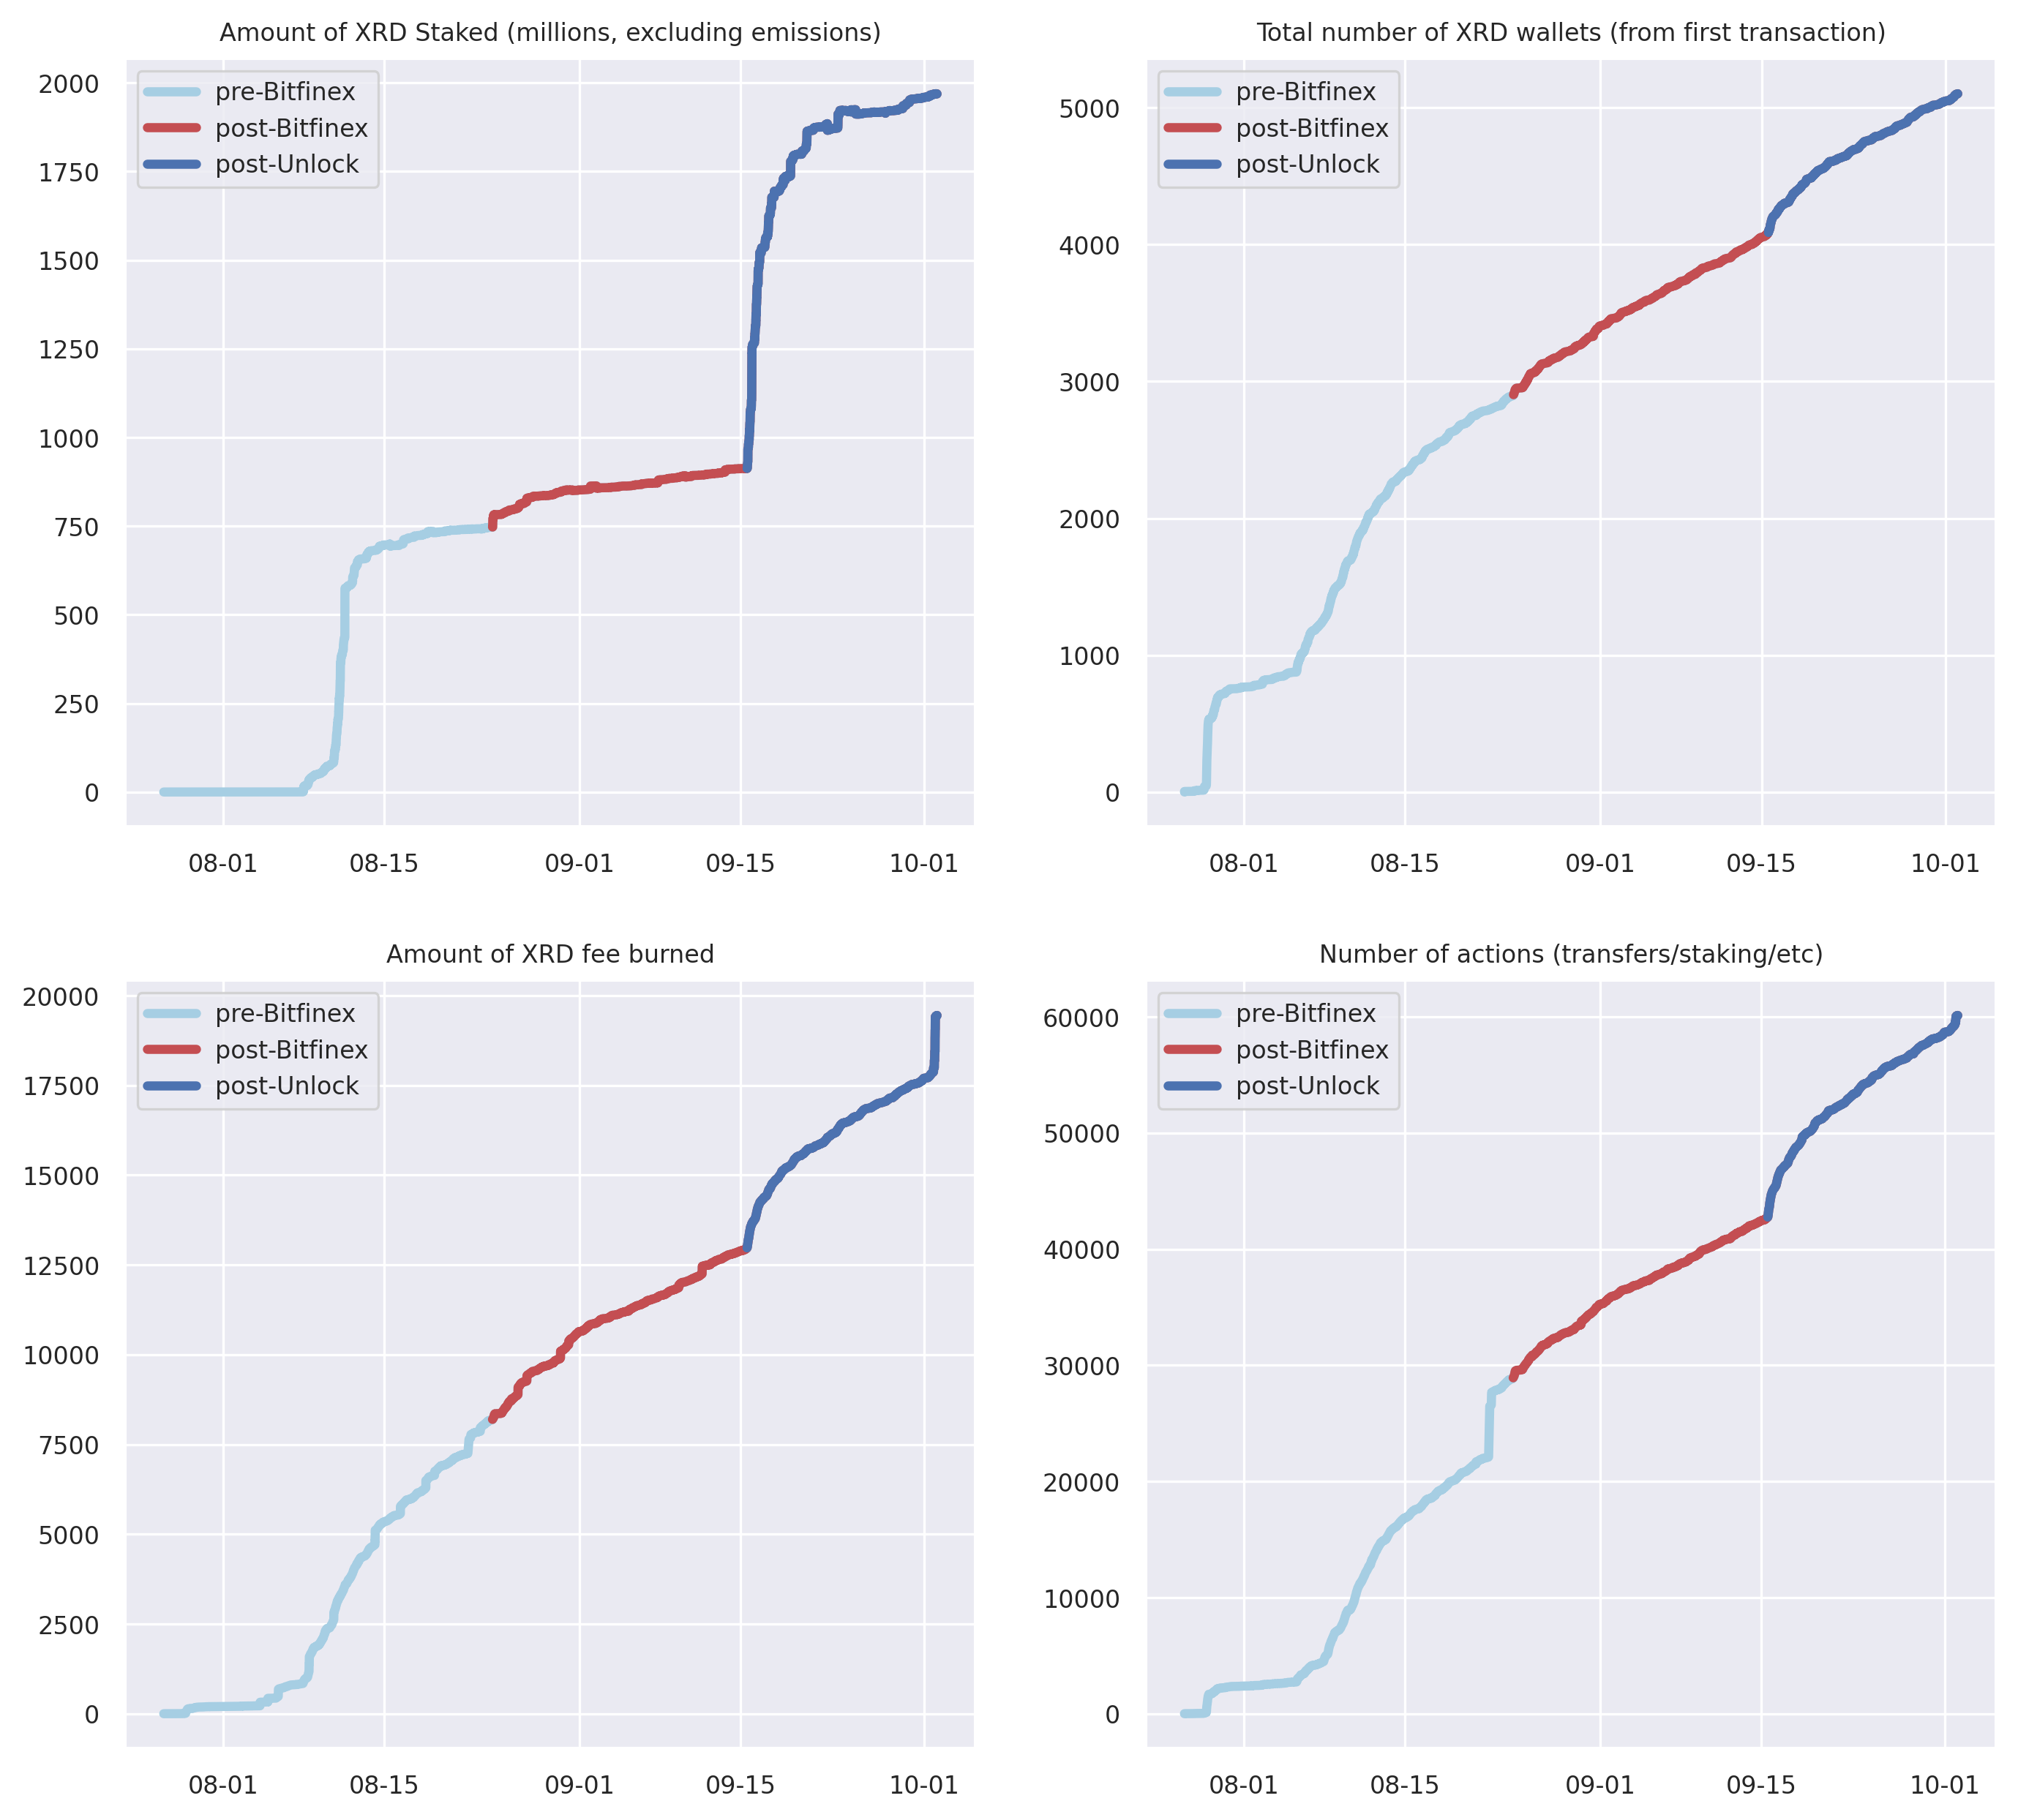 Amount of XRD Staked (millions, excluding emissions)
pre-Bitfinex
post-Bitfinex
post-Unlock
2000
1750
1500
1250
1000
750
500
250
0
08-01 08-15 09-01 09-15 10-01
Total number of XRD wallets (from first transaction)
pre-Bitfinex
post-Bitfinex
post-Unlock
5000
4000
3000
2000
1000
0
08-01 08-15 09-01 09-15 10-01
Amount of XRD fee burned
pre-Bitfinex
post-Bitfinex
post-Unlock
20000
17500
15000
12500
10000
7500
5000
2500
0
08-01 08-15 09-01 09-15 10-01
Number of actions (transfers/staking/etc)
pre-Bitfinex
post-Bitfinex
post-Unlock
60000
50000
40000
30000
20000
10000
0
08-01 08-15 09-01 09-15 10-01